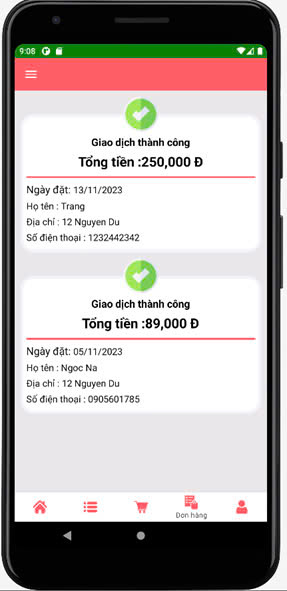 9:08
Giao dịch thành công
Tổng tiền :250,000 Đ
Ngày đặt: 13/11/2023
Họ tên : Trang
Địa chỉ : 12 Nguyen Du
Số điện thoại : 1232442342
Giao dịch thành công
Tổng tiền :89,000 Đ
Ngày đặt: 05/11/2023
Họ tên : Ngoc Na
Địa chỉ : 12 Nguyen Du
Số điện thoại : 0905601785
Đơn hàng